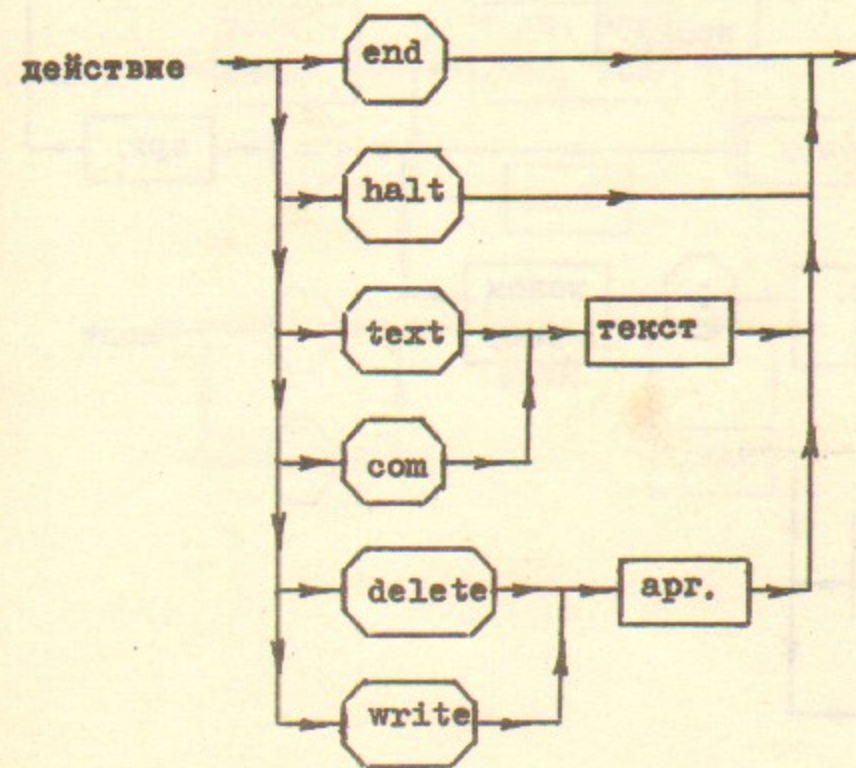 действие
end
halt
text
текст
com
delete
арг.
write